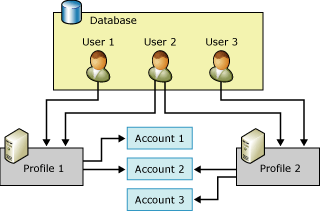 Database
User 1
User 2
User 3
Account 1
Profile 1
Account 2
Profile 2
Account 3